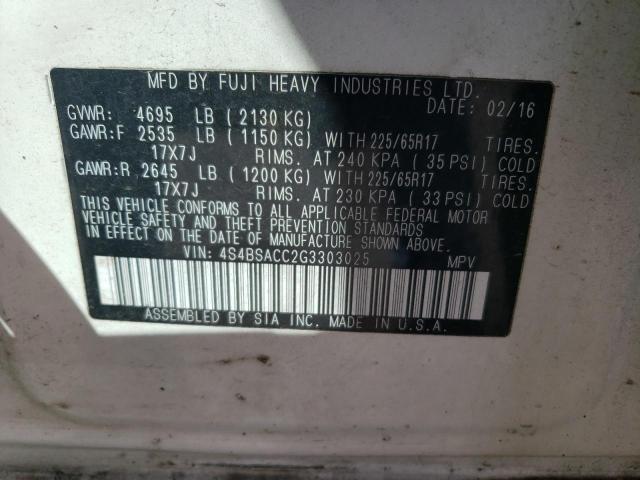 MFD BY FUJI HEAVY INDUSTRIES LTD.
DATE: 02/16
GVWR: 4695 LB (2130 KG)
GAWR:F 2535 LB (1150 KG) WITH 225/65R17 TIRES.
17X7J RIMS. AT 240 KPA (35 PSI) COLD
GAWR:R 2645 LB (1200 KG) WITH 225/65R17 TIRES.
17X7J RIMS. AT 230 KPA (33 PSI) COLD
THIS VEHICLE CONFORMS TO ALL APPLICABLE FEDERAL MOTOR
VEHICLE SAFETY AND THEFT PREVENTION STANDARDS
IN EFFECT ON THE DATE OF MANUFACTURE SHOWN ABOVE.
VIN: 4S4BSACC2G3303025 MPV
ASSEMBLED BY SIA INC. MADE IN U.S.A.